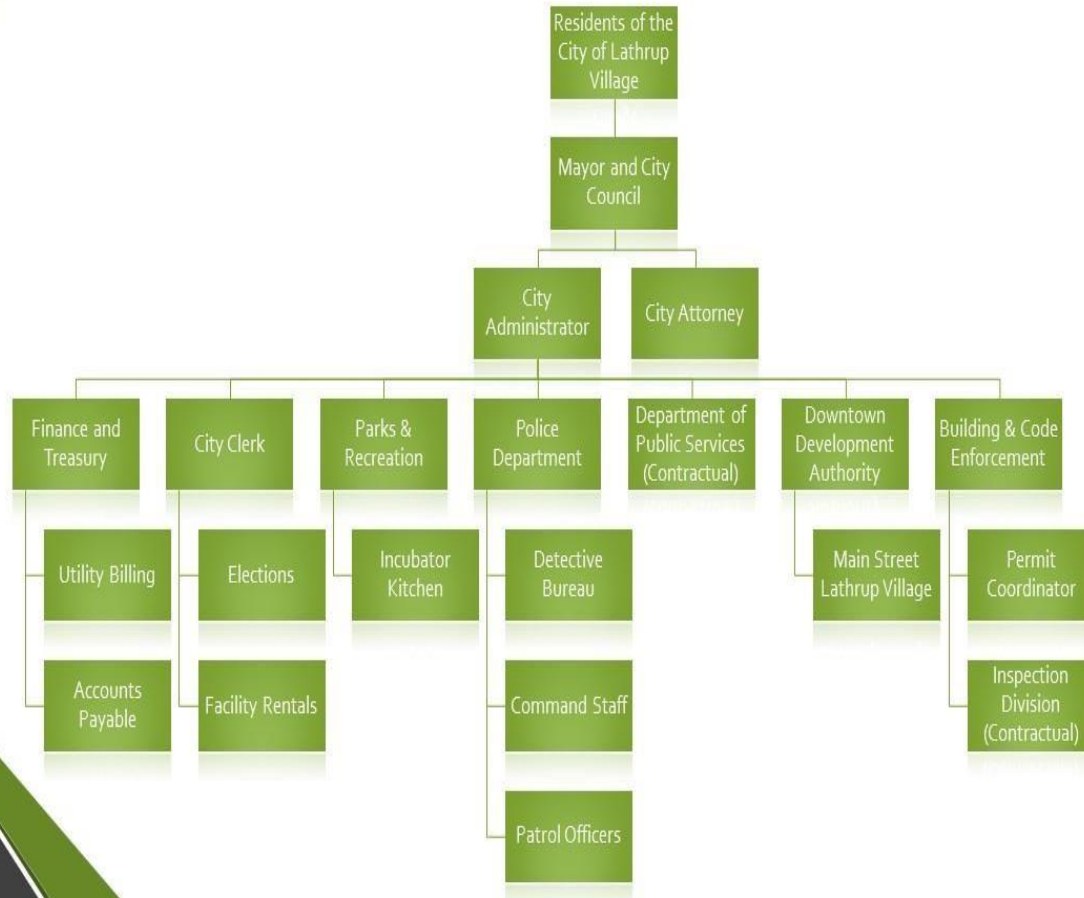 Residents of the
City of Lathrup
Village
Mayor and City
Council
City
Administrator
City Attorney
Finance and
Treasury
City Clerk
Parks &
Recreation
Police
Department
Department of
Public Services
(Contractual)
Downtown
Development
Authority
Building & Code
Enforcement
Utility Billing
Elections
Incubator
Kitchen
Detective
Bureau
Main Street
Lathrup Village
Permit
Coordinator
Accounts
Payable
Facility Rentals
Command Staff
Inspection
Division
(Contractual)
Patrol Officers